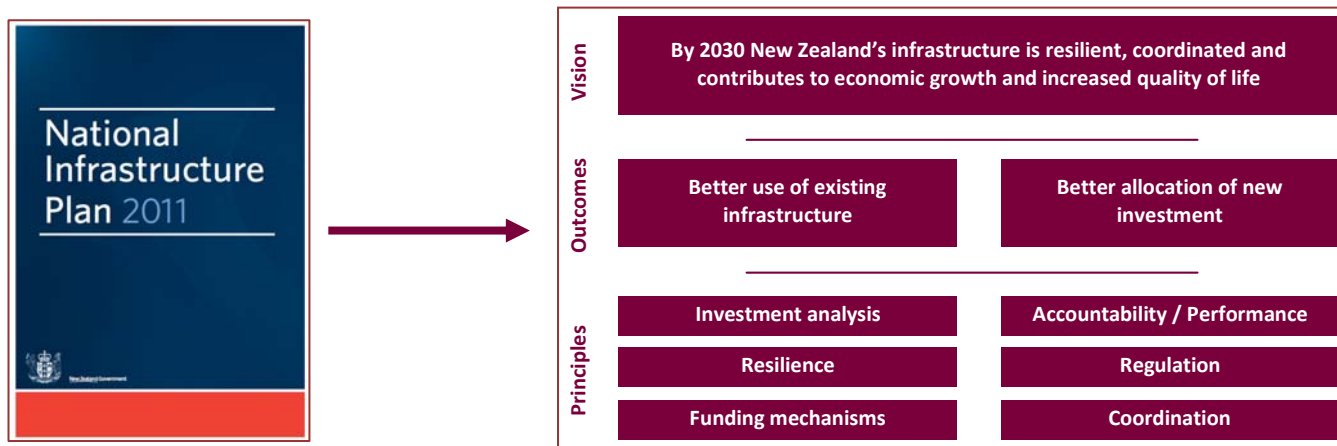 National
Infrastructure
Plan 2011
New Zealand Government
Vision
By 2030 New Zealand’s infrastructure is resilient, coordinated and
contributes to economic growth and increased quality of life
Outcomes
Better use of existing
infrastructure
Better allocation of new
investment
Principles
Investment analysis
Accountability / Performance
Resilience
Regulation
Funding mechanisms
Coordination